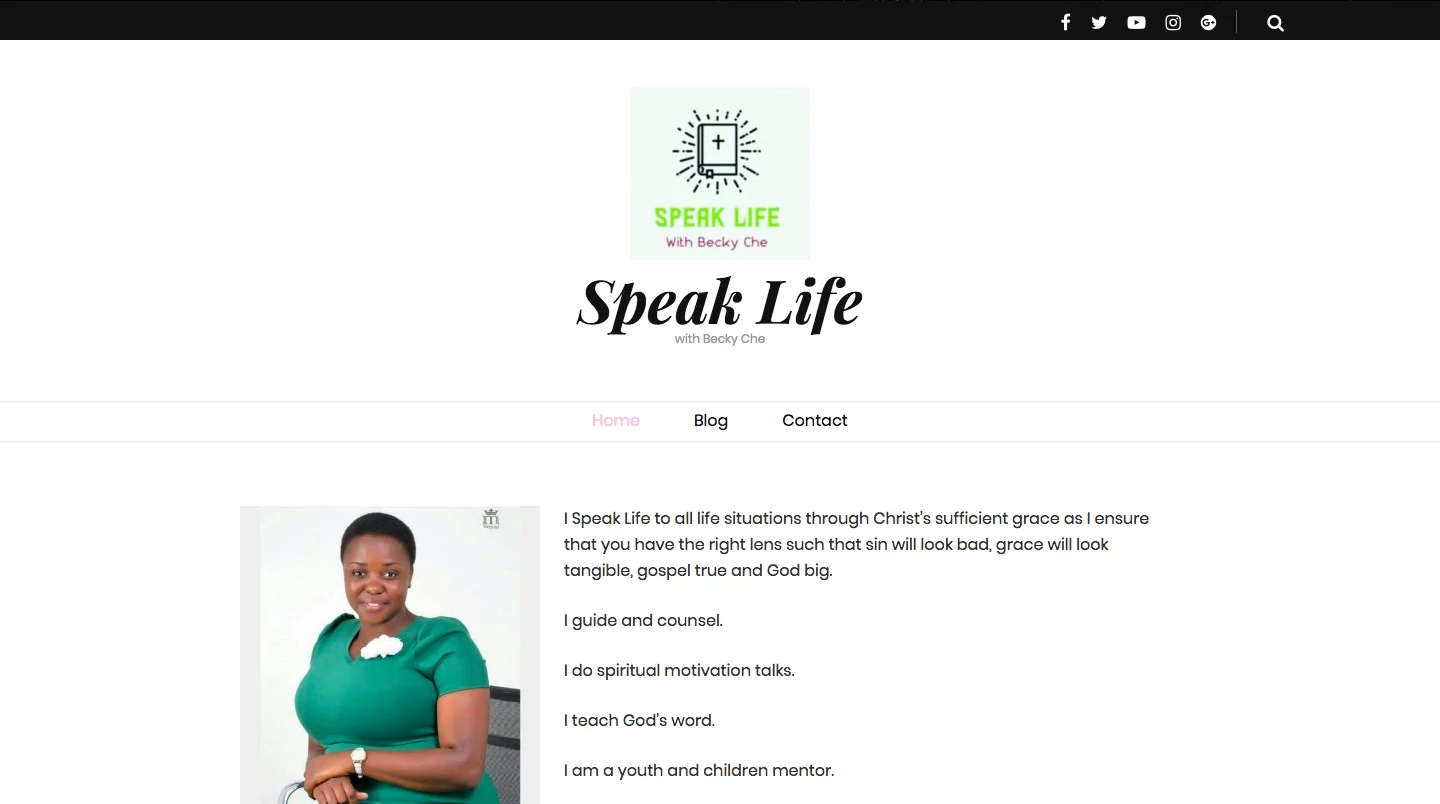 SPEAK LIFE
With Becky Che
Speak Life
with Becky Che
Home
Blog
Contact
I Speak Life to all life situations through Christ's sufficient grace as I ensure
that you have the right lens such that sin will look bad, grace will look
tangible, gospel true and God big.
I guide and counsel.
I do spiritual motivation talks.
I teach God's word.
I am a youth and children mentor.